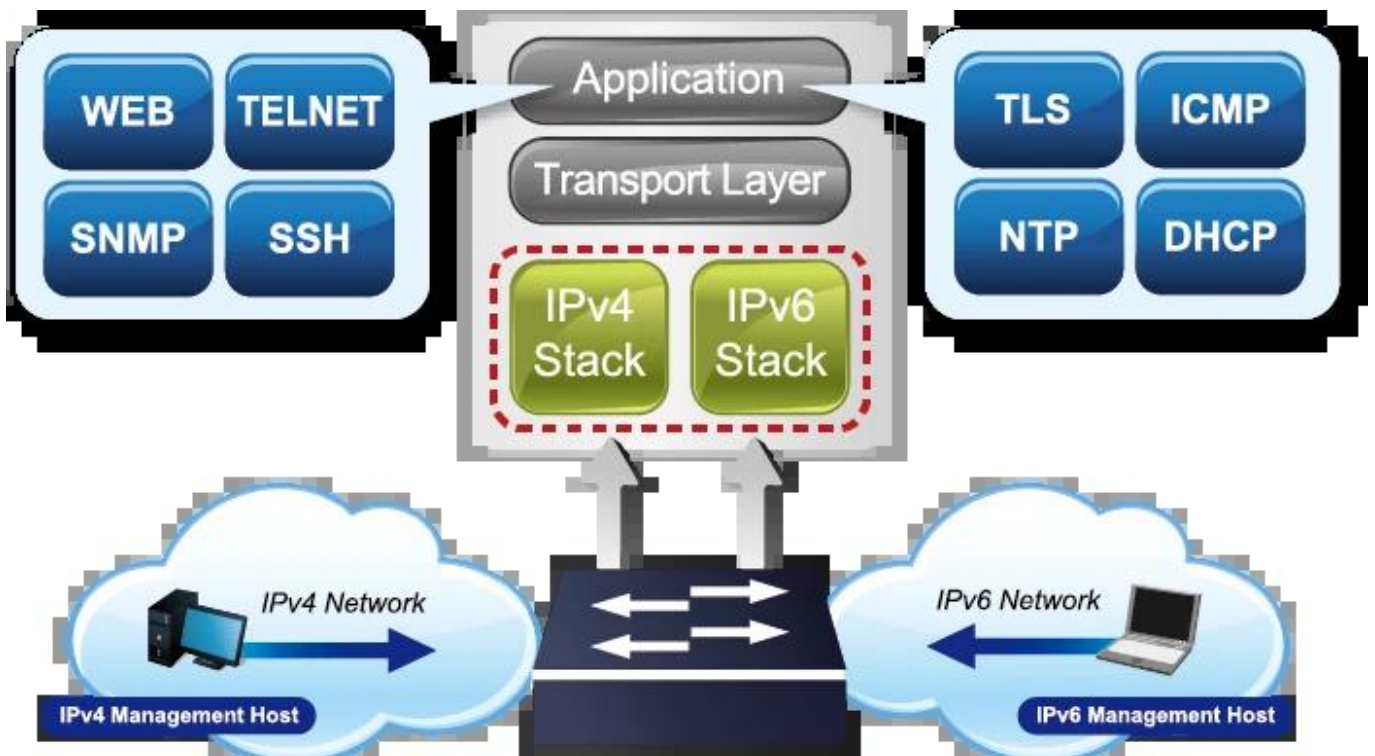 WEB
TELNET
SNMP
SSH
Application
Transport Layer
IPv4
Stack
IPv6
Stack
TLS
ICMP
NTP
DHCP
IPv4 Network
IPv4 Management Host
IPv6 Network
IPv6 Management Host